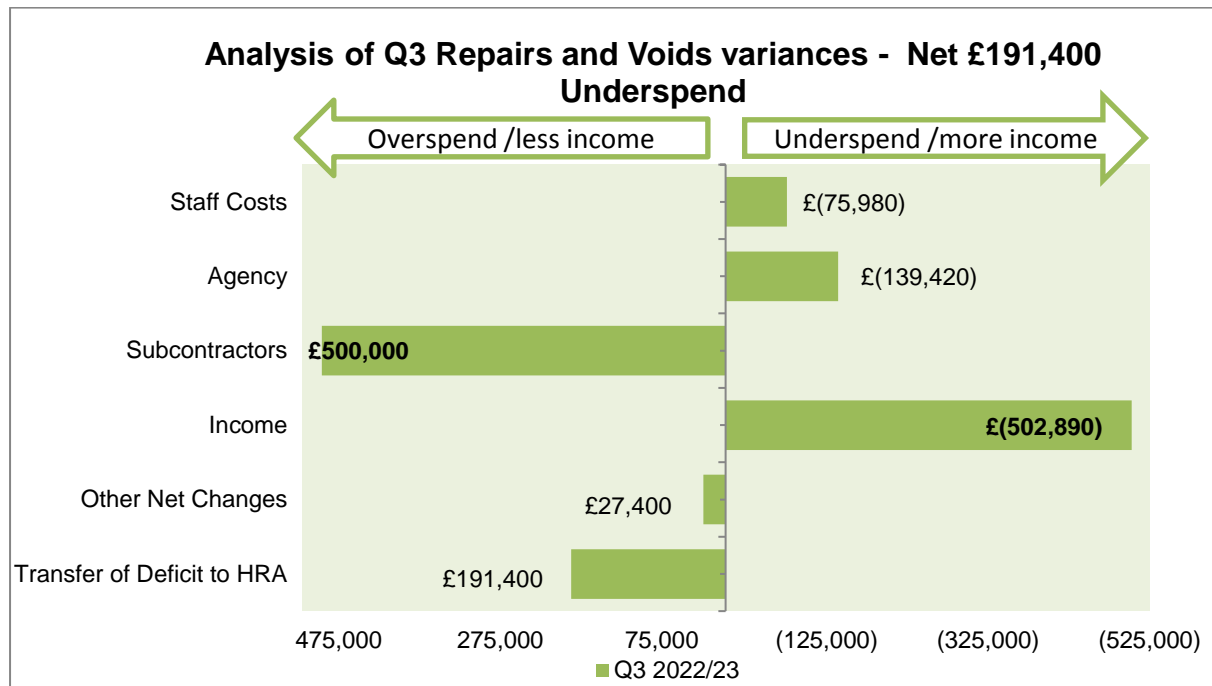 Analysis of Q3 Repairs and Voids variances - Net £191,400
Underspend
Overspend /less income
Underspend /more income
Staff Costs
£(75,980)
Agency
£(139,420)
Subcontractors
£500,000
Income
£(502,890)
Other Net Changes
£27,400
Transfer of Deficit to HRA
£191,400
475,000 275,000 75,000 (125,000) (325,000) (525,000)
Q3 2022/23